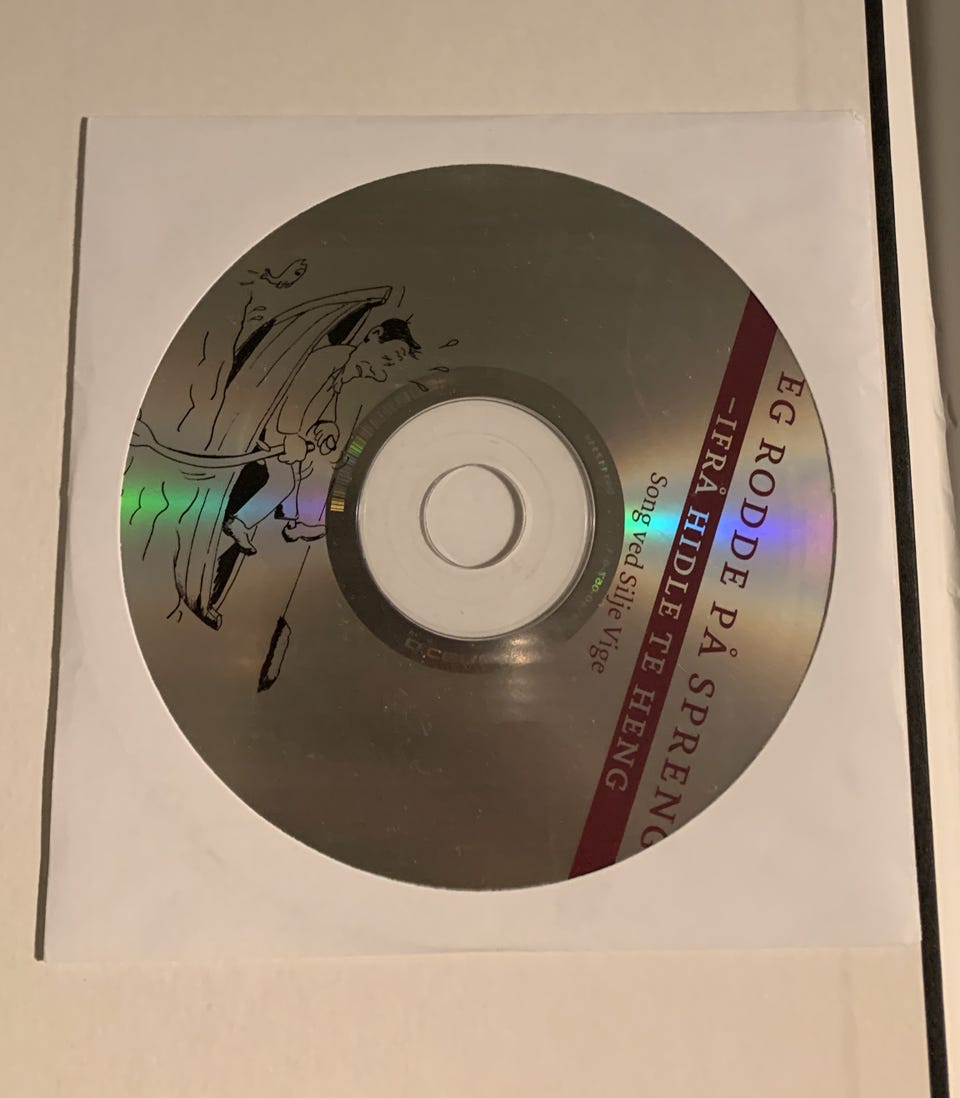 EG RODDE PÅ SPRENG
–IFRÅ HIDLE TE HENG
Song ved Silje Vige